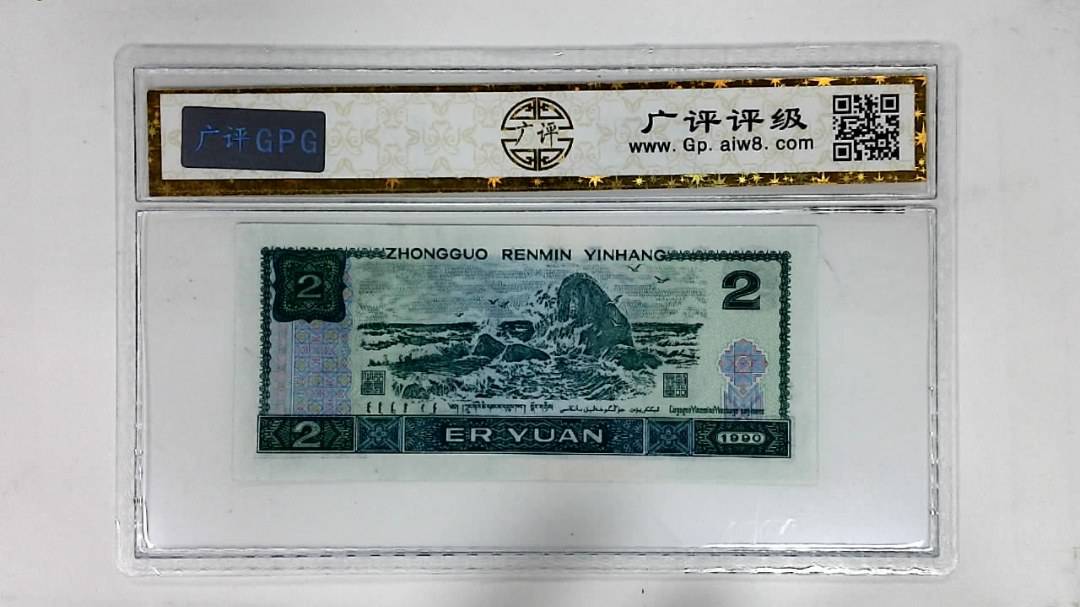 广评GPG
广评
广评评级
www. Gp. aiw8. com
ZHONGGUO RENMIN YINHANG
2
2
2
ER YUAN
1990